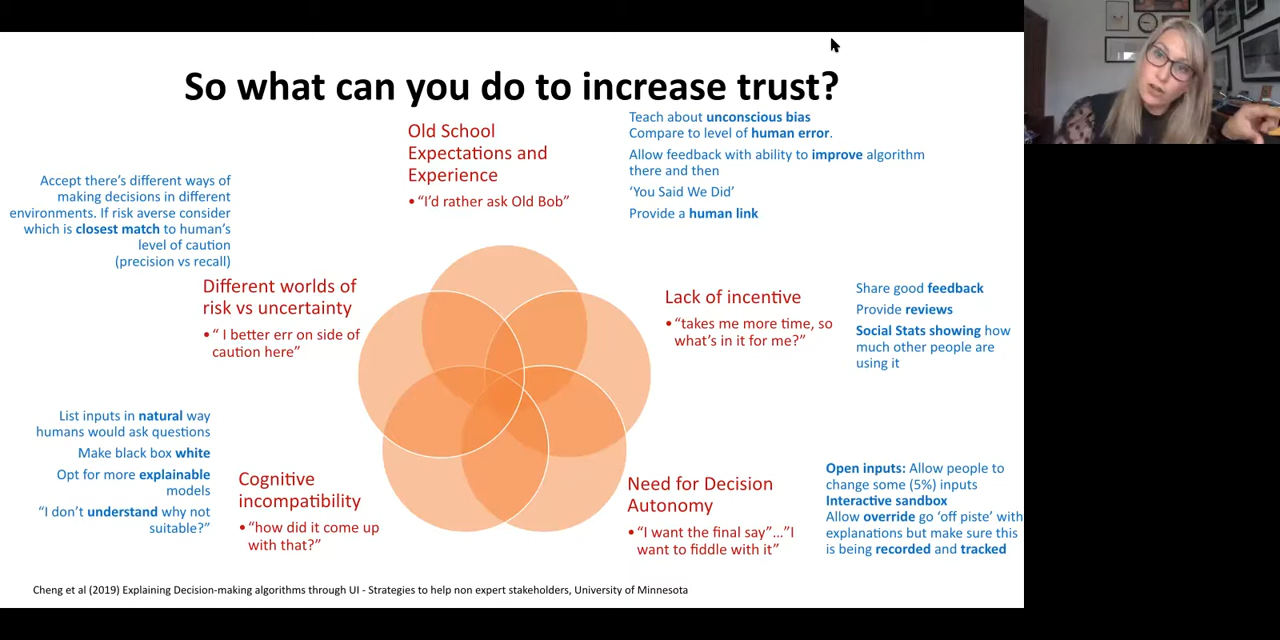 So what can you do to increase trust?
Old School
Expectations and
Experience
•“I’d rather ask Old Bob”
Teach about unconscious bias
Compare to level of human error.
Allow feedback with ability to improve algorithm
there and then
‘You Said We Did’
Provide a human link
Accept there’s different ways of
making decisions in different
environments. If risk averse consider
which is closest match to human’s
level of caution
(precision vs recall)
Different worlds of
risk vs uncertainty
•“ I better err on side of
caution here”
Lack of incentive
•“takes me more time, so
what’s in it for me?”
Share good feedback
Provide reviews
Social Stats showing how
much other people are
using it
List inputs in natural way
humans would ask questions
Make black box white
Opt for more explainable
models
“I don’t understand why not
suitable?”
Cognitive
incompatibility
•“how did it come up
with that?”
Need for Decision
Autonomy
•“I want the final say”…”I
want to fiddle with it”
Open inputs: Allow people to
change some (5%) inputs
Interactive sandbox
Allow override go ‘off piste’ with
explanations but make sure this
is being recorded and tracked
Cheng et al (2019) Explaining Decision-making algorithms through UI - Strategies to help non expert stakeholders, University of Minnesota